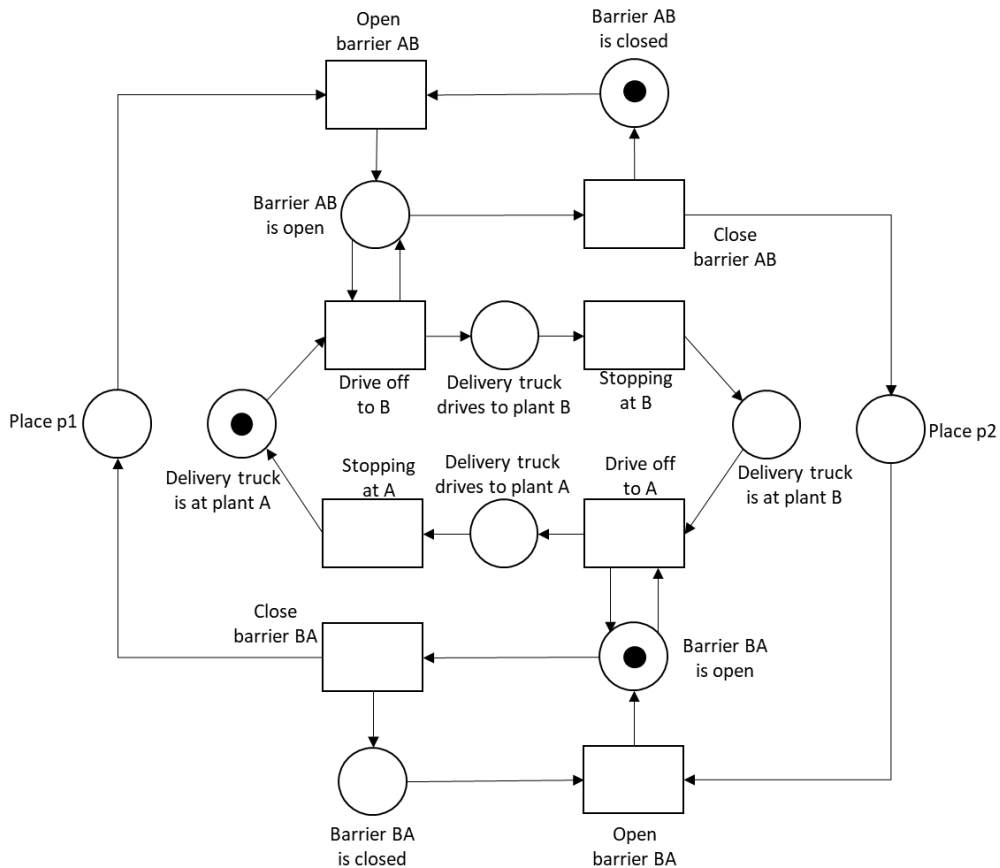 Open
barrier AB
Barrier AB
is closed
Barrier AB
is open
Close
barrier AB
Drive off
to B
Delivery truck
drives to plant B
Stopping
at B
Place p1
Place p2
Delivery truck
is at plant A
Stopping
at A
Delivery truck
drives to plant A
Drive off
to A
Delivery truck
is at plant B
Close
barrier BA
Barrier BA
is open
Barrier BA
is closed
Open
barrier BA